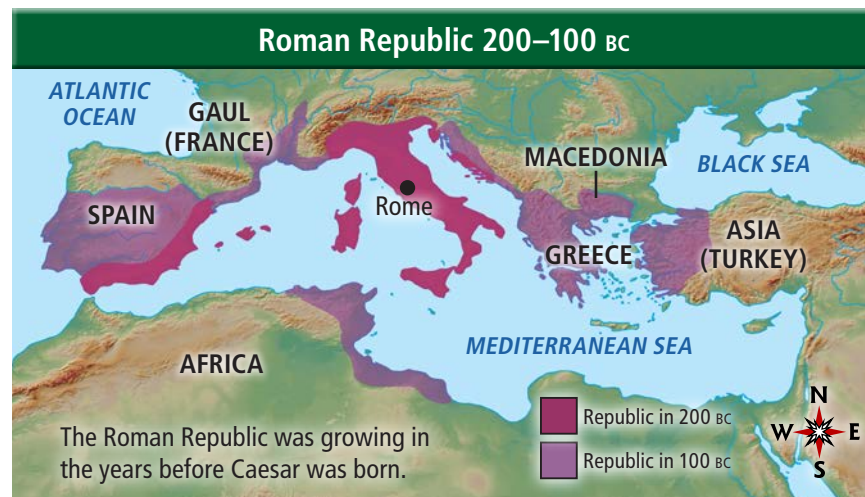 Roman Republic 200–100 BC
ATLANTIC
OCEAN
GAUL
(FRANCE)
MACEDONIA
BLACK SEA
SPAIN
Rome
GREECE
ASIA
(TURKEY)
MEDITERRANEAN SEA
AFRICA
The Roman Republic was growing in
the years before Caesar was born.
Republic in 200 BC
Republic in 100 BC
N
W E
S